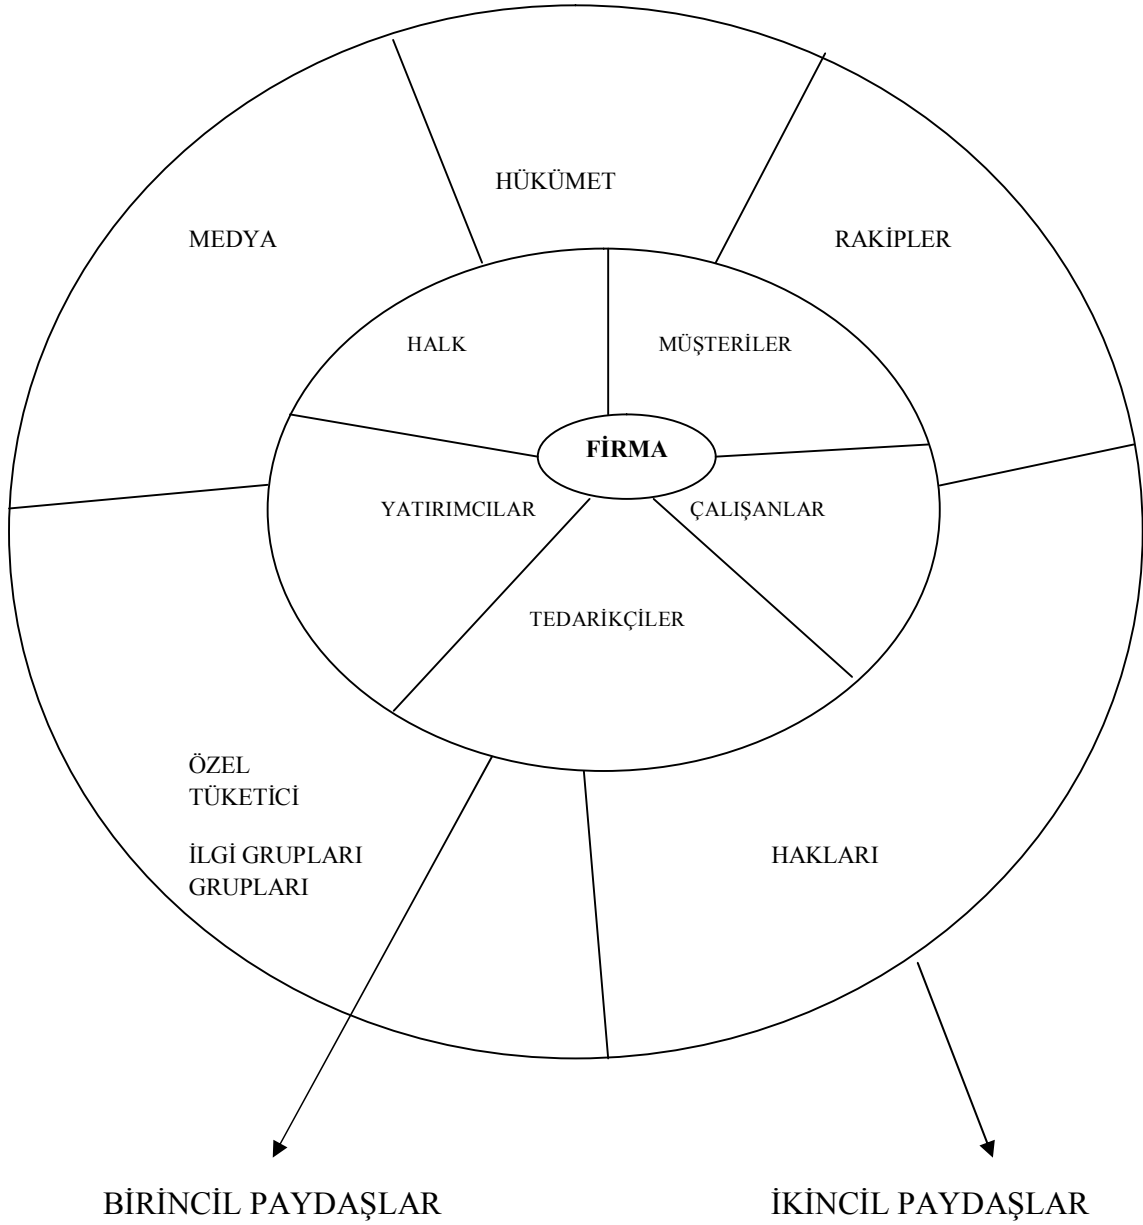 HÜKÜMET
MEDYA
RAKİPLER
HALK
MÜŞTERİLER
FİRMA
YATIRIMCILAR
ÇALIŞANLAR
TEDARİKÇİLER
ÖZEL
TÜKETİCİ
İLGİ GRUPLARI
GRUPLARI
HAKLARI
BİRİNCİL PAYDAŞLAR
İKİNCİL PAYDAŞLAR